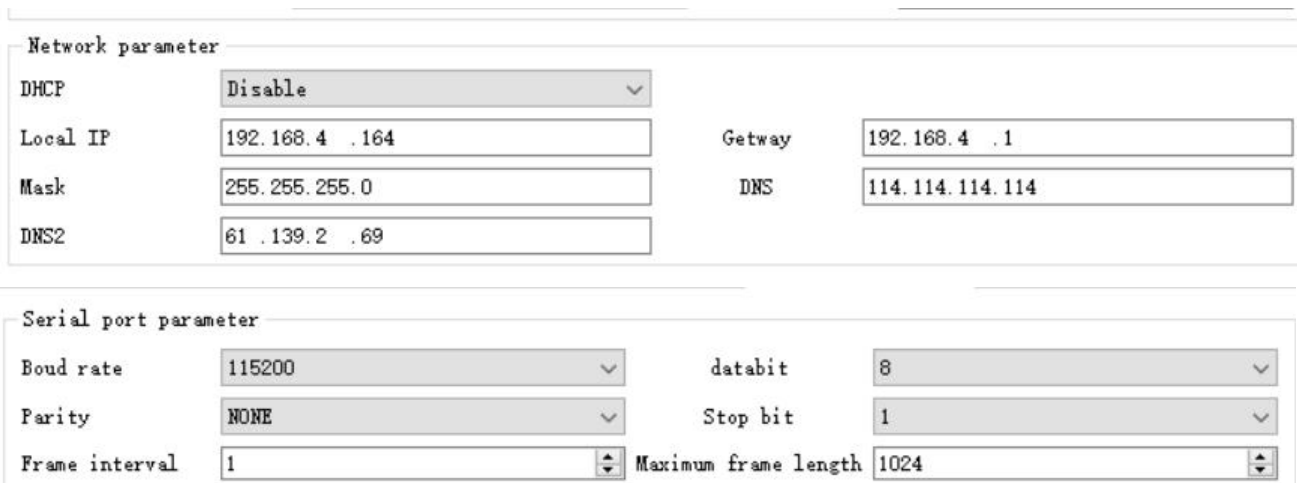 Network parameter
DHCP Disable
Local IP 192.168.4 .164 Getway 192.168.4 .1
Mask 255.255.255.0 DNS 114.114.114.114
DNS2 61 .139.2 .69
Serial port parameter
Boud rate 115200 databit 8
Parity NONE Stop bit 1
Frame interval 1 Maximum frame length 1024